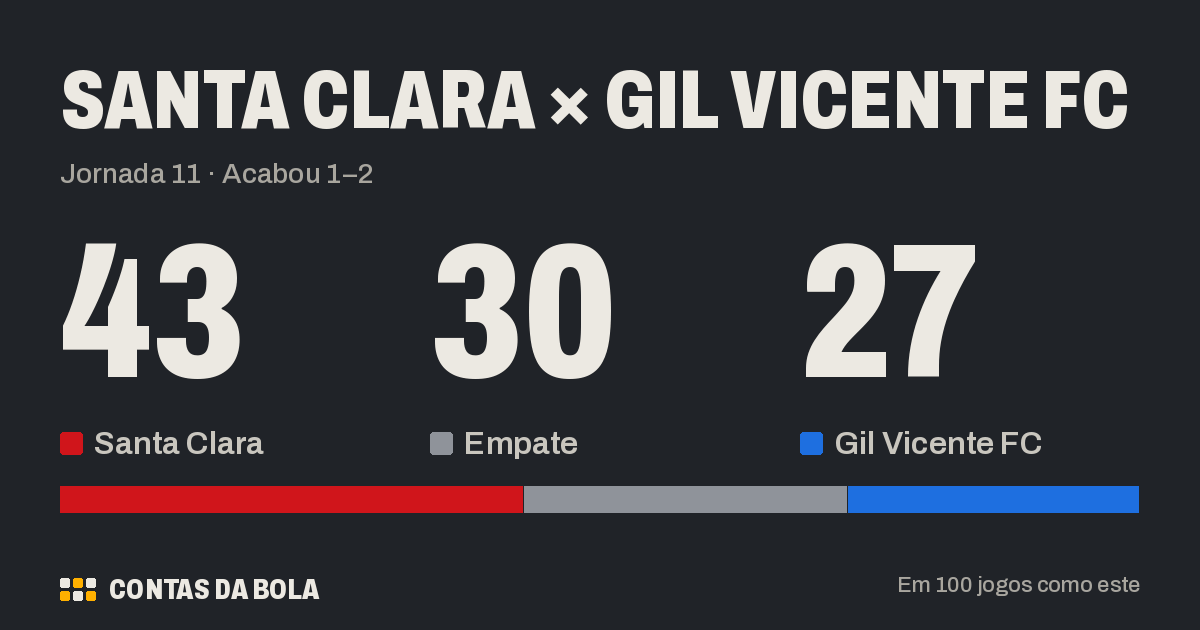 SANTA CLARA × GIL VICENTE FC
Jornada 11 · Acabou 1–2
43 30 27
Santa Clara Empate Gil Vicente FC
CONTAS DA BOLA
Em 100 jogos como este